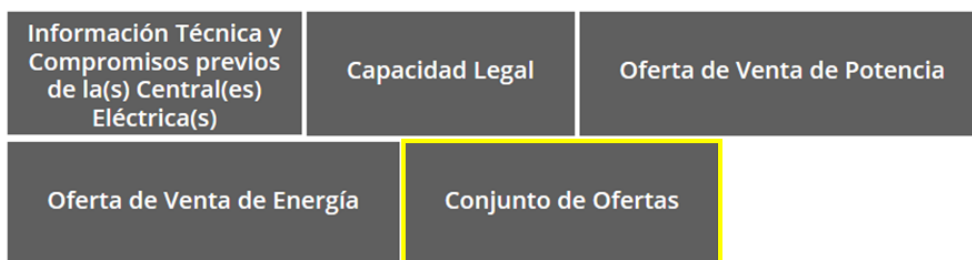 Información Técnica y
Compromisos previos
de la(s) Central(es)
Eléctrica(s)
Capacidad Legal
Oferta de Venta de Potencia
Oferta de Venta de Energía
Conjunto de Ofertas